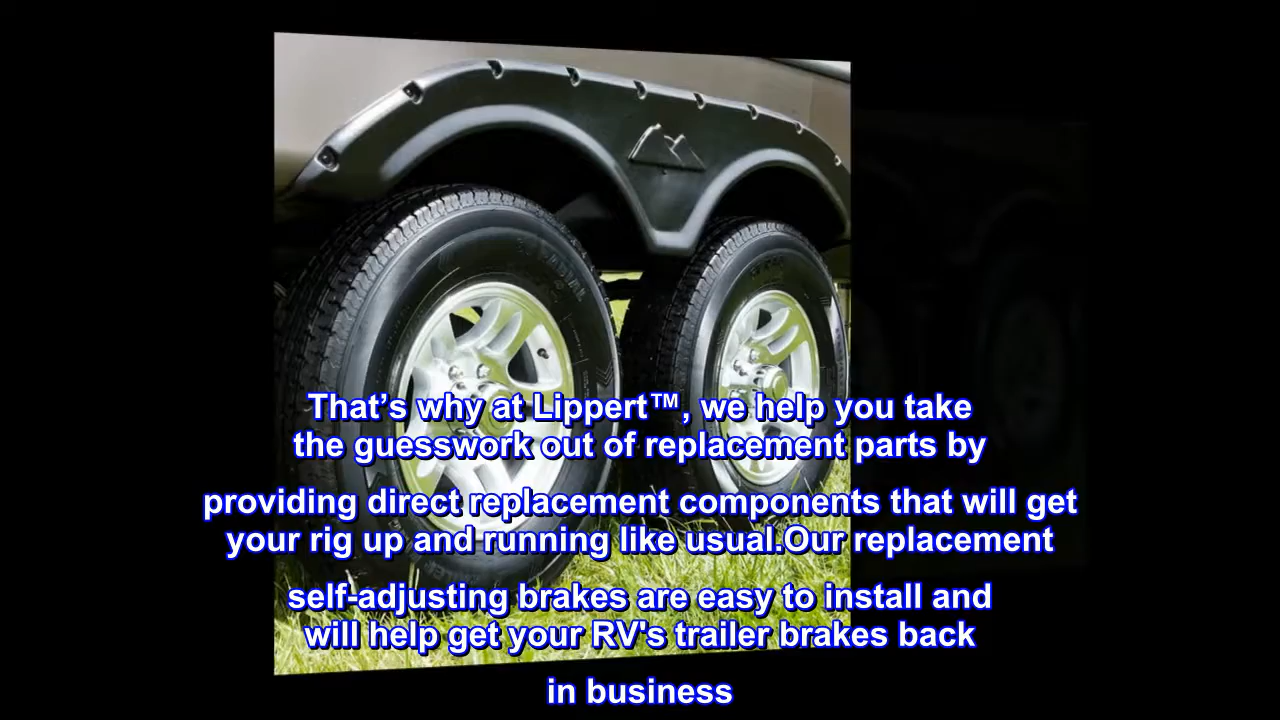 That’s why at Lippert™, we help you take
the guesswork out of replacement parts by
providing direct replacement components that will get
your rig up and running like usual.Our replacement
self-adjusting brakes are easy to install and
will help get your RV's trailer brakes back
in business